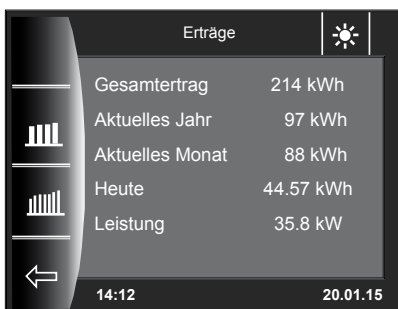 Erträge
Gesamtertrag 214 kWh
Aktuelles Jahr 97 kWh
Aktuelles Monat 88 kWh
Heute 44.57 kWh
Leistung 35.8 kW
14:12 20.01.15